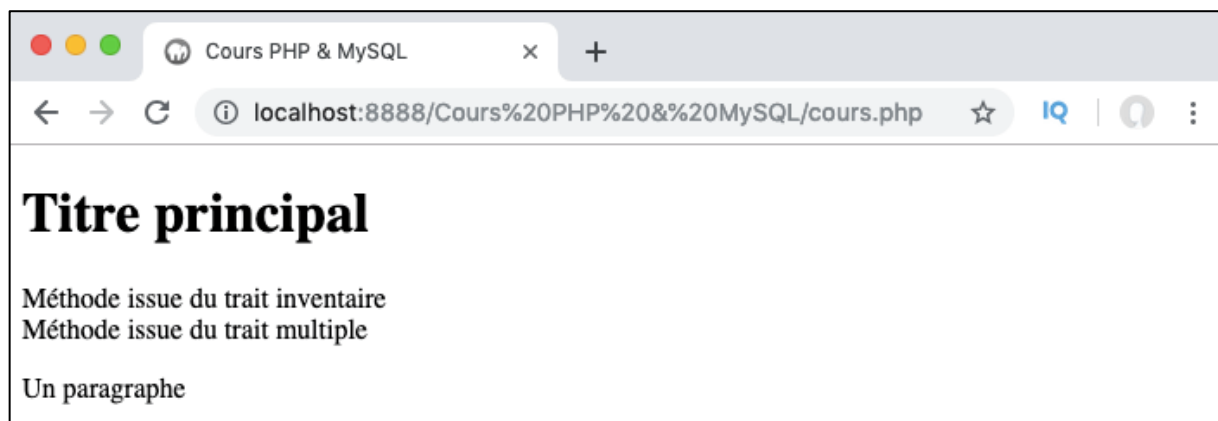 Cours PHP & MySQL
localhost:8888/Cours%20PHP%20&%20MySQL/cours.php
IQ
Titre principal
Méthode issue du trait inventaire
Méthode issue du trait multiple
Un paragraphe